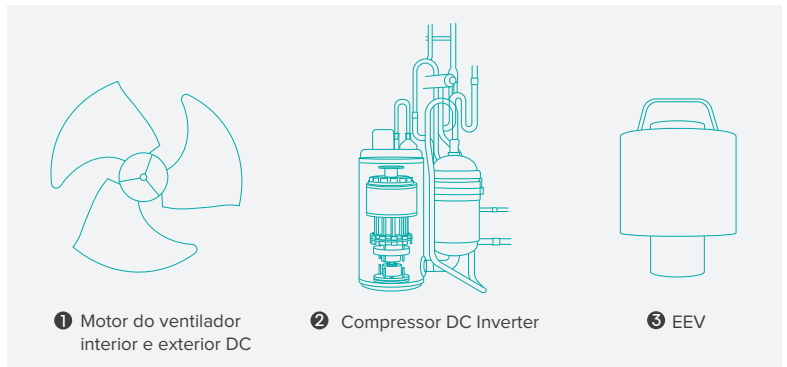 ❶ Motor do ventilador
interior e exterior DC
❷ Compressor DC Inverter
❸ EEV